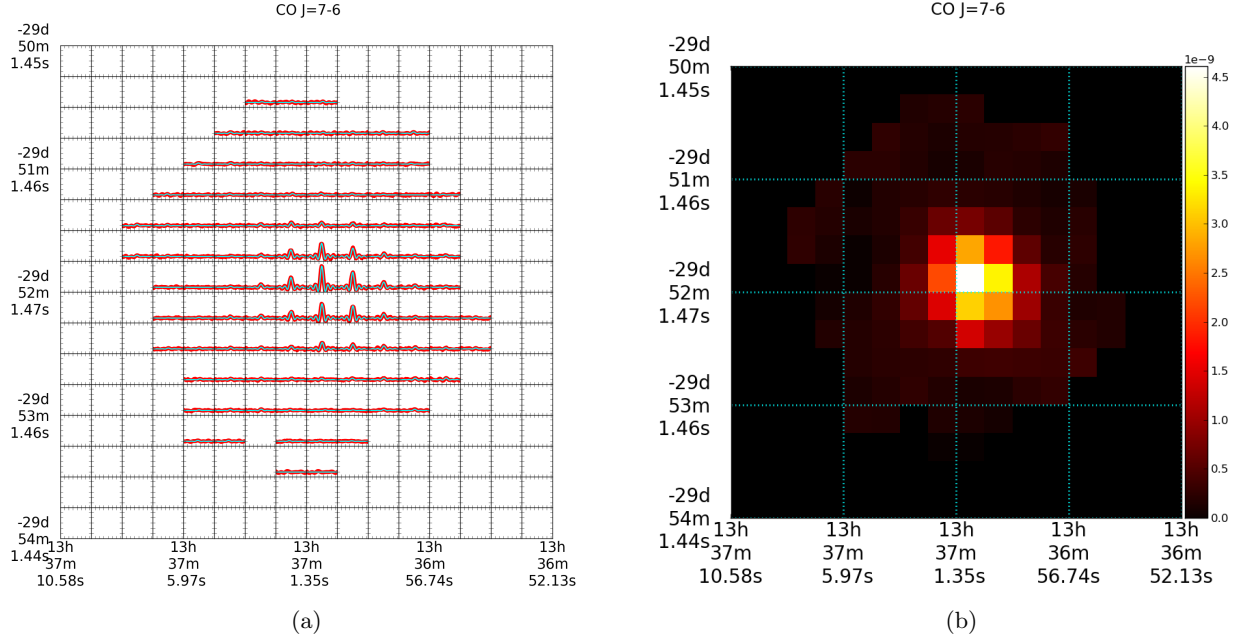 CO J=7-6
-29d
50m
1.45s
-29d
51m
1.46s
-29d
52m
1.47s
-29d
53m
1.46s
-29d
54m
1.44s
13h 13h 13h 13h 13h
37m 37m 37m 36m 36m
10.58s 5.97s 1.35s 56.74s 52.13s
(a)
CO J=7-6
-29d
50m
1.45s
-29d
51m
1.46s
-29d
52m
1.47s
-29d
53m
1.46s
-29d
54m
1.44s
13h 13h 13h 13h 13h
37m 37m 37m 36m 36m
10.58s 5.97s 1.35s 56.74s 52.13s
1e−9
4.5
4.0
3.5
3.0
2.5
2.0
1.5
1.0
0.5
0.0
(b)